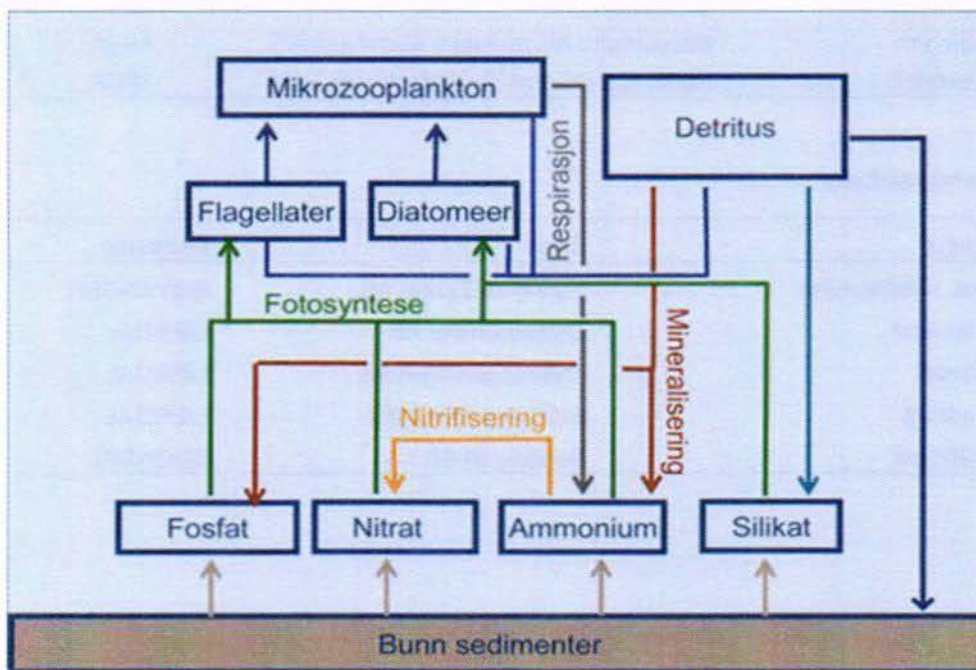 Mikrozooplankton
Detritus
Respirasjon
Flagellater
Diatomeer
Fotosyntese
Mineralisering
Nitrifisering
Fosfat
Nitrat
Ammonium
Silikat
Bunn sedimenter